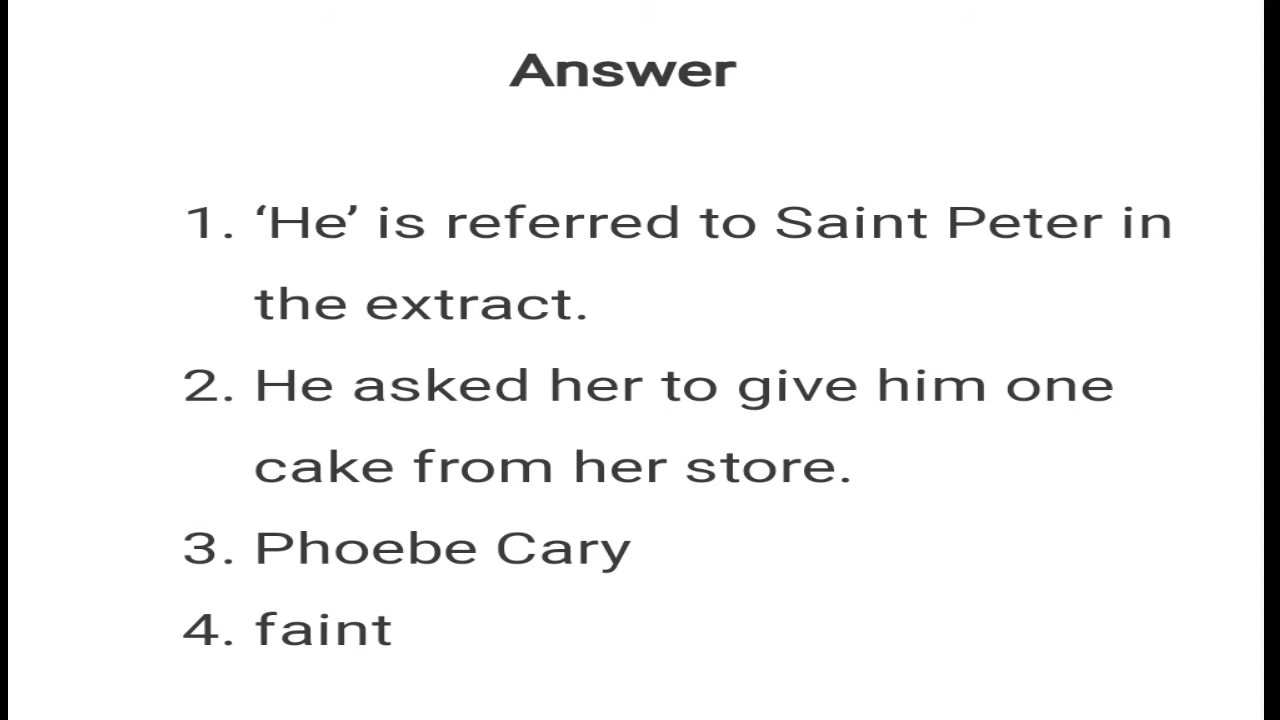 Answer
1. ‘He’ is referred to Saint Peter in
the extract.
2. He asked her to give him one
cake from her store.
3. Phoebe Cary
4. faint